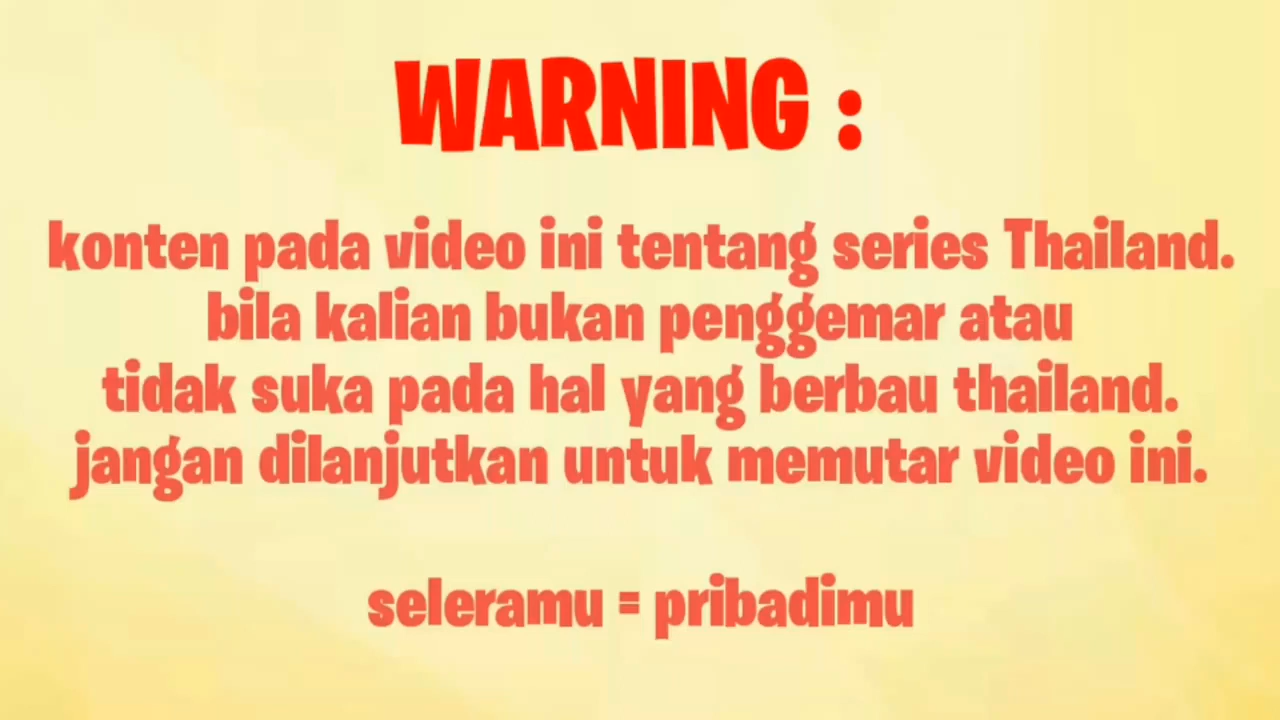 WARNING :
konten pada video ini tentang series Thailand.
bila kalian bukan penggemar atau
tidak suka pada hal yang berbau thailand.
jangan dilanjutkan untuk memutar video ini.
seleramu = pribadimu